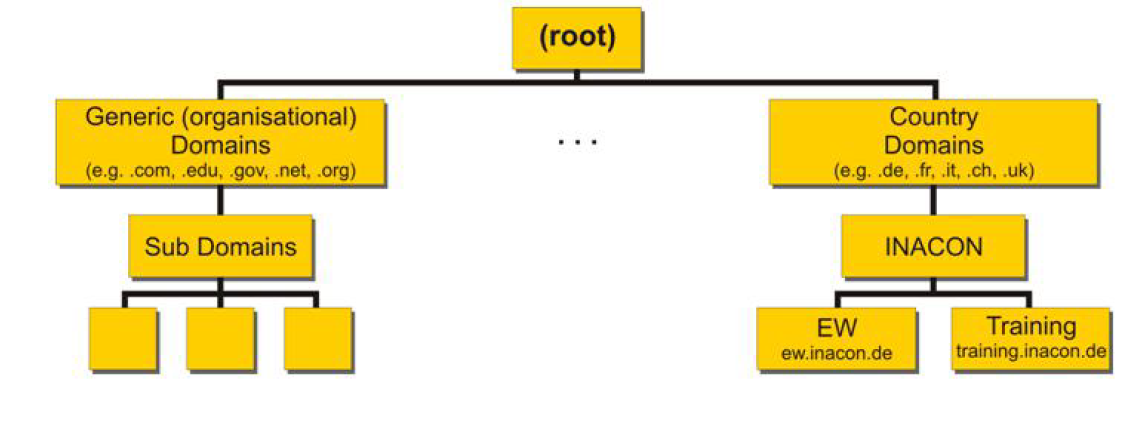 (root)
Generic (organisational)
Domains
(e.g. .com, .edu, .gov, .net, .org)
. . .
Country
Domains
(e.g. .de, .fr, .it, .ch, .uk)
Sub Domains
INACON
EW
ew.inacon.de
Training
training.inacon.de